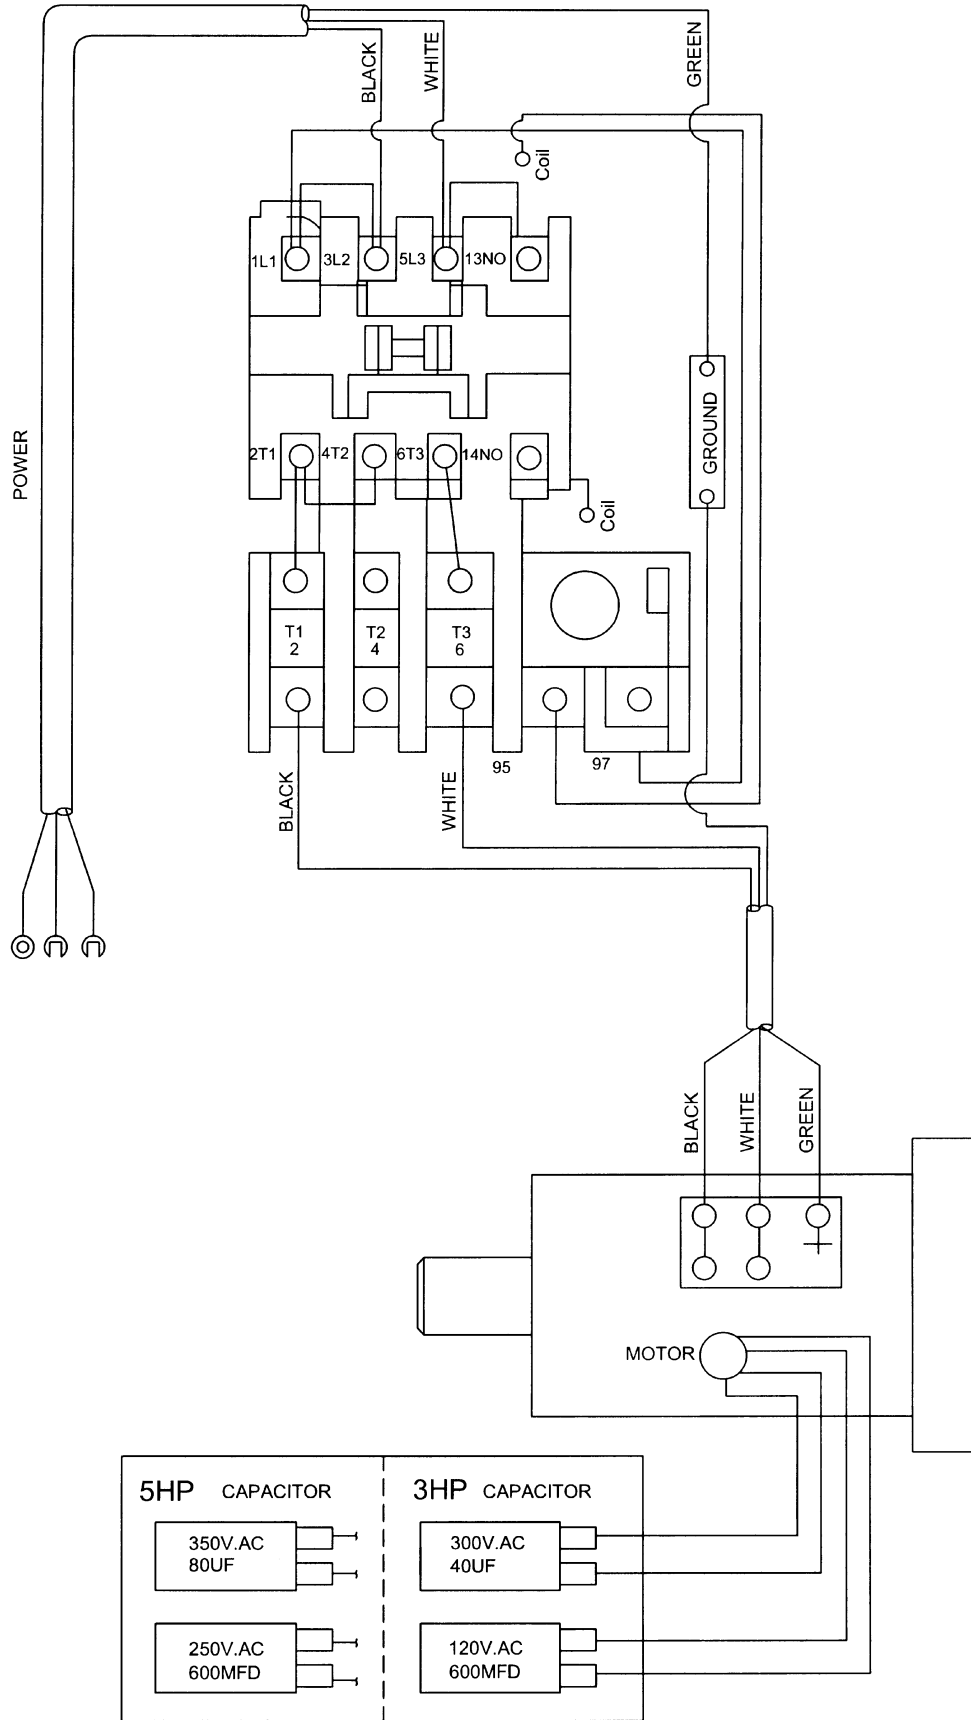 BLACK
WHITE
GREEN
Coil
1L1
3L2
5L3
13NO
POWER
2T1
4T2
6T3
14NO
GROUND
Coil
T1
2
T2
4
T3
6
95
97
BLACK
WHITE
BLACK
WHITE
GREEN
MOTOR
5HP CAPACITOR
350V.AC
80UF
250V.AC
600MFD
3HP CAPACITOR
300V.AC
40UF
120V.AC
600MFD